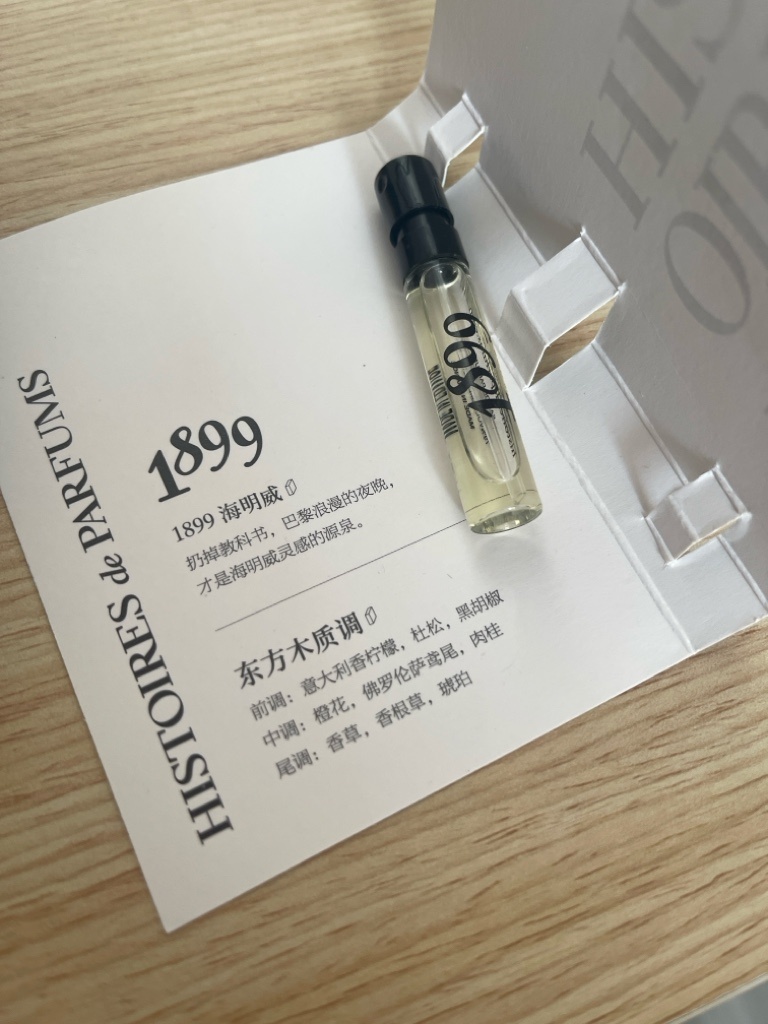 HISTOIRES de PARFUMS
1899
1899 海明威
扔掉教科书，巴黎浪漫的夜晚，
才是海明威灵感的源泉。
东方木质调
前调：意大利香柠檬，杜松，黑胡椒
中调：橙花，佛罗伦萨鸢尾，肉桂
尾调：香草，香根草，琥珀
1899
HIS
OIR